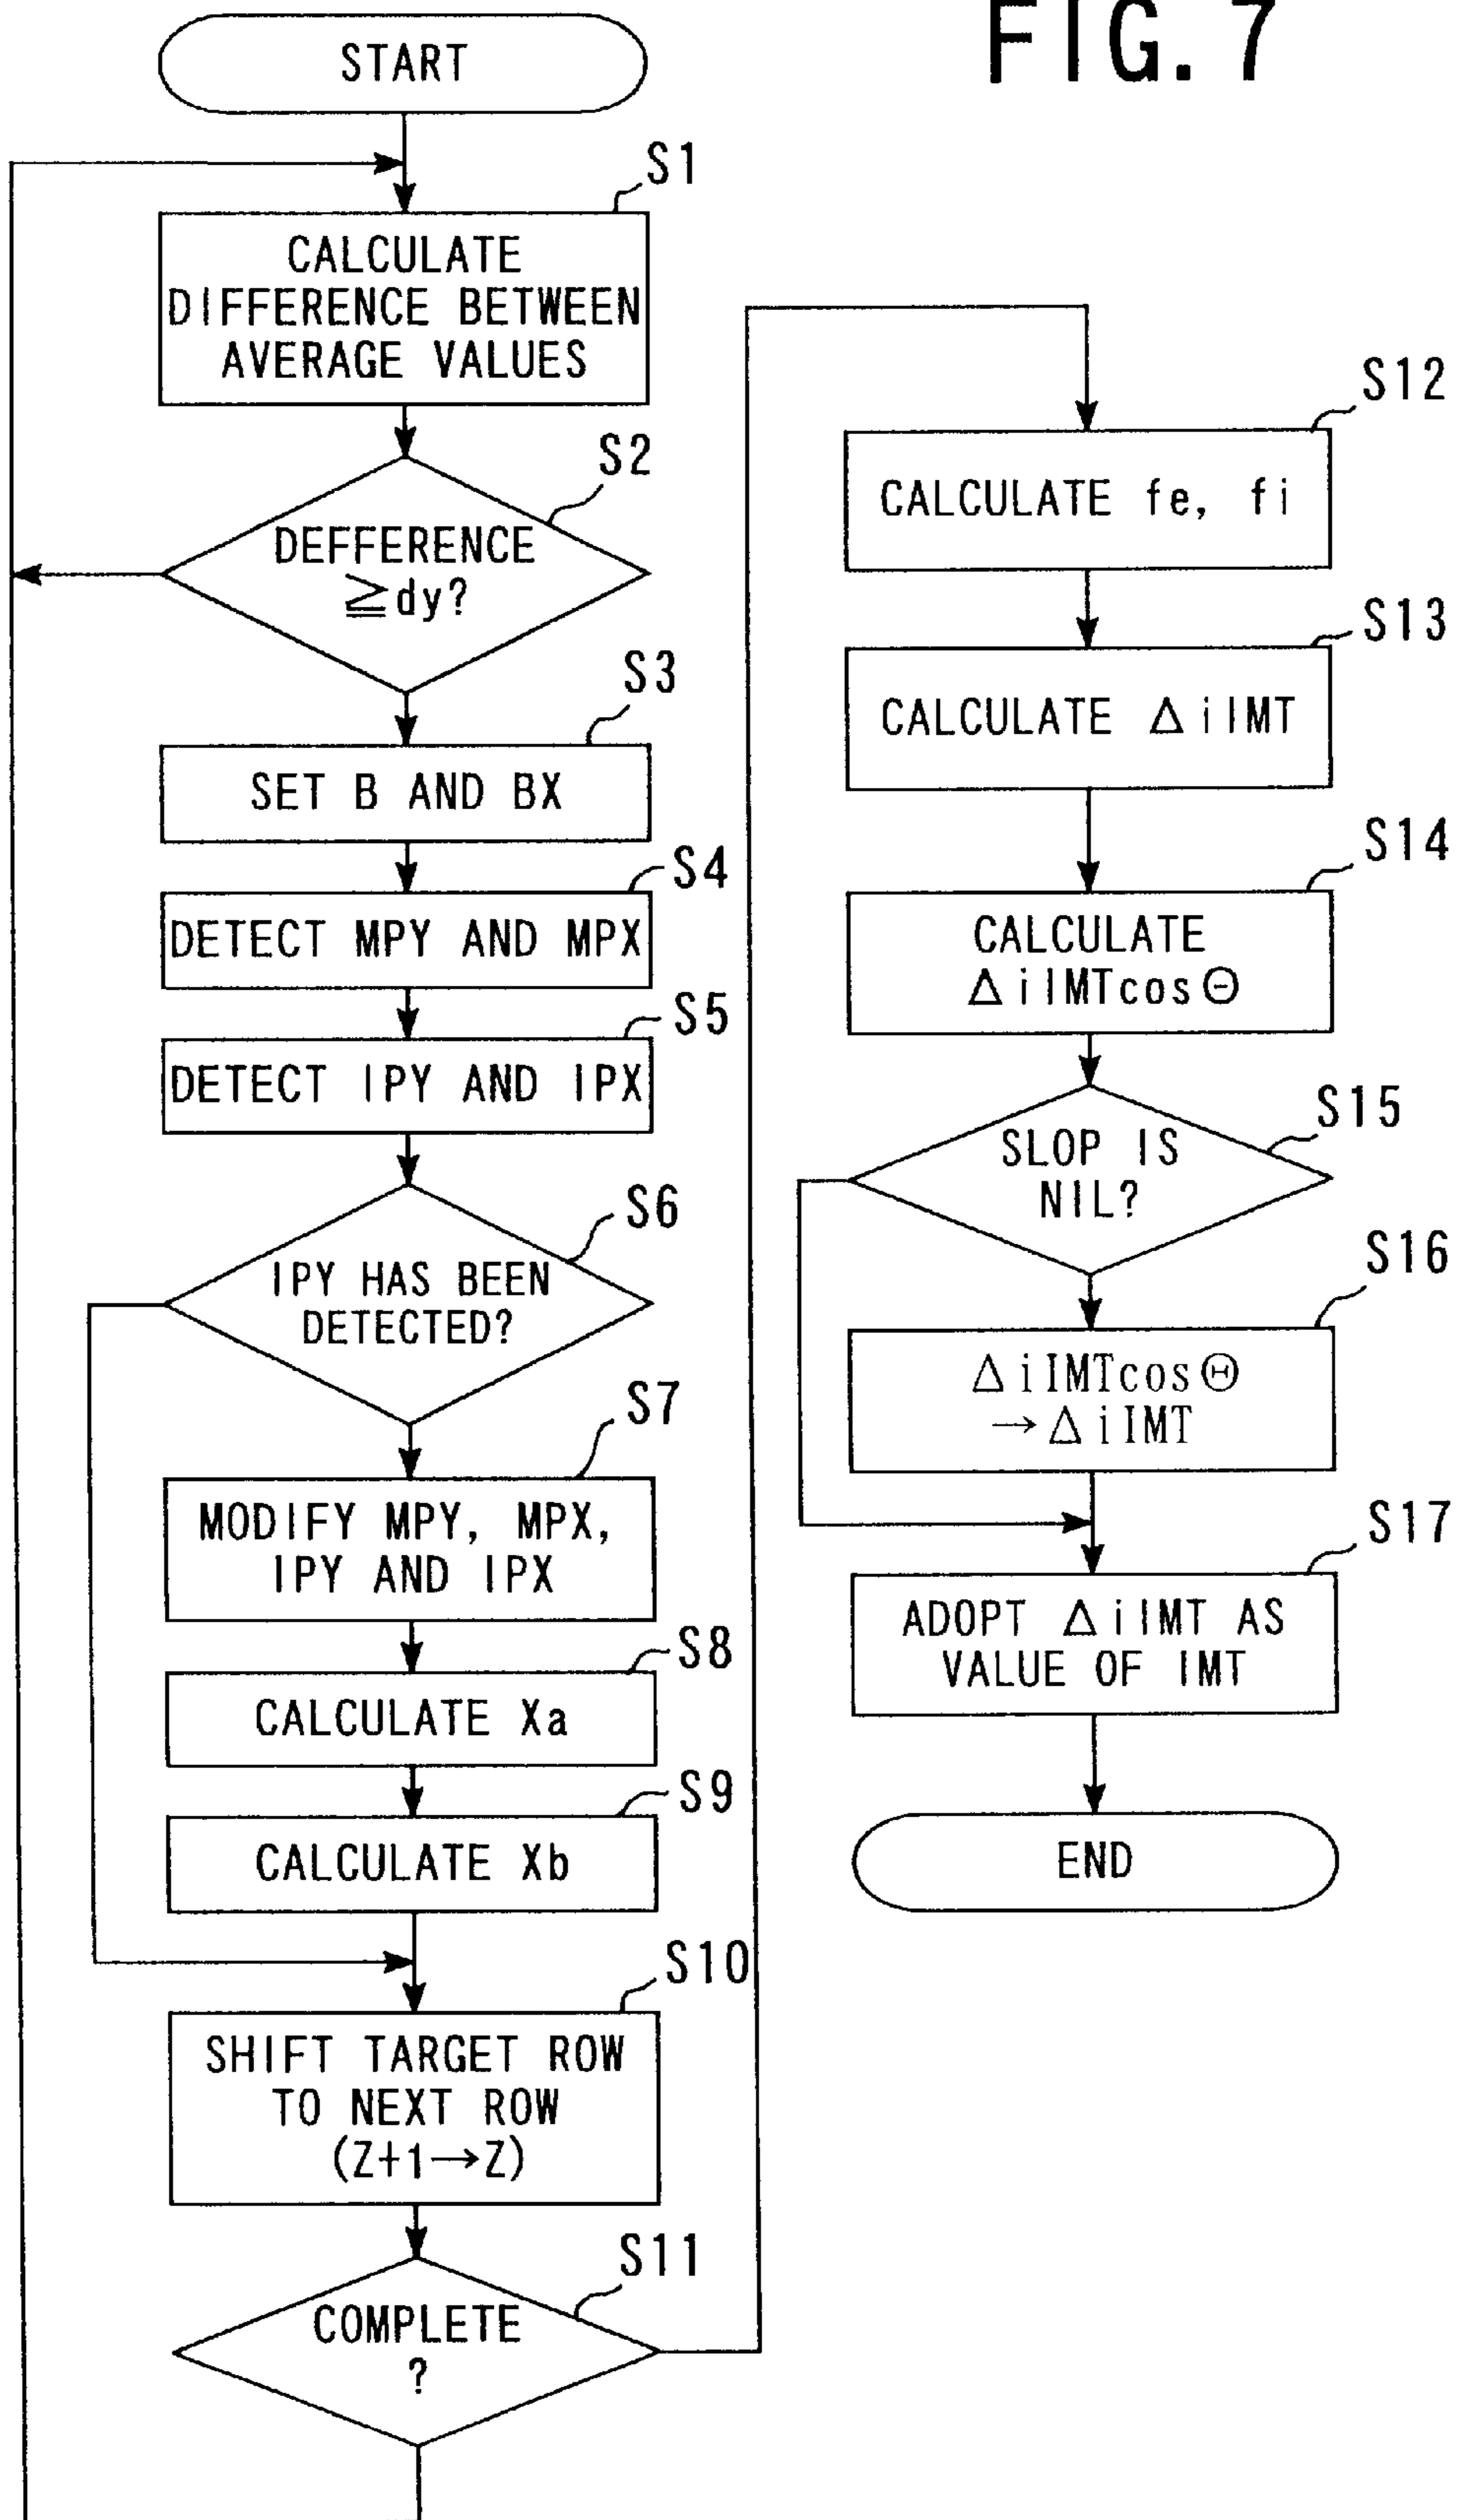 FIG. 7
START
S1
CALCULATE
DIFFERENCE BETWEEN
AVERAGE VALUES
S2
DEFFERENCE
≧dy?
S3
SET B AND BX
S4
DETECT MPY AND MPX
S5
DETECT IPY AND IPX
S6
IPY HAS BEEN
DETECTED?
S7
MODIFY MPY, MPX,
IPY AND IPX
S8
CALCULATE Xa
S9
CALCULATE Xb
S10
SHIFT TARGET ROW
TO NEXT ROW
(Z+1→Z)
S11
COMPLETE
?
S12
CALCULATE fe, fi
S13
CALCULATE ΔiIMT
S14
CALCULATE
ΔiIMTcosΘ
S15
SLOP IS
NIL?
S16
ΔiIMTcosΘ
→ΔiIMT
S17
ADOPT ΔiIMT AS
VALUE OF IMT
END